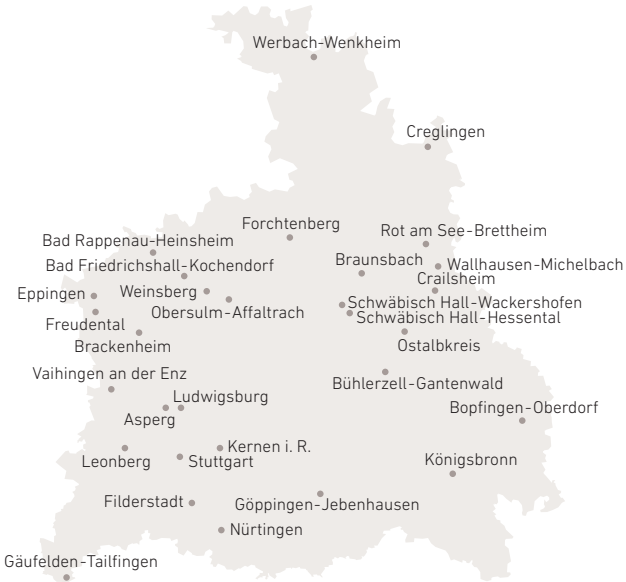 Werbach-Wenkheim
Creglingen
Forchtenberg
Rot am See-Brettheim
Bad Rappenau-Heinsheim
Braunsbach
Wallhausen-Michelbach
Bad Friedrichshall-Kochendorf
Crailsheim
Eppingen
Weinsberg
Schwäbisch Hall-Wackershofen
Obersulm-Affaltrach
Schwäbisch Hall-Hessental
Freudental
Brackenheim
Ostalbkreis
Vaihingen an der Enz
Bühlerzell-Gantenwald
Ludwigsburg
Bopfingen-Oberdorf
Asperg
Kernen i. R.
Leonberg
Stuttgart
Königsbronn
Filderstadt
Göppingen-Jebenhausen
Nürtingen
Gäufelden-Tailfingen